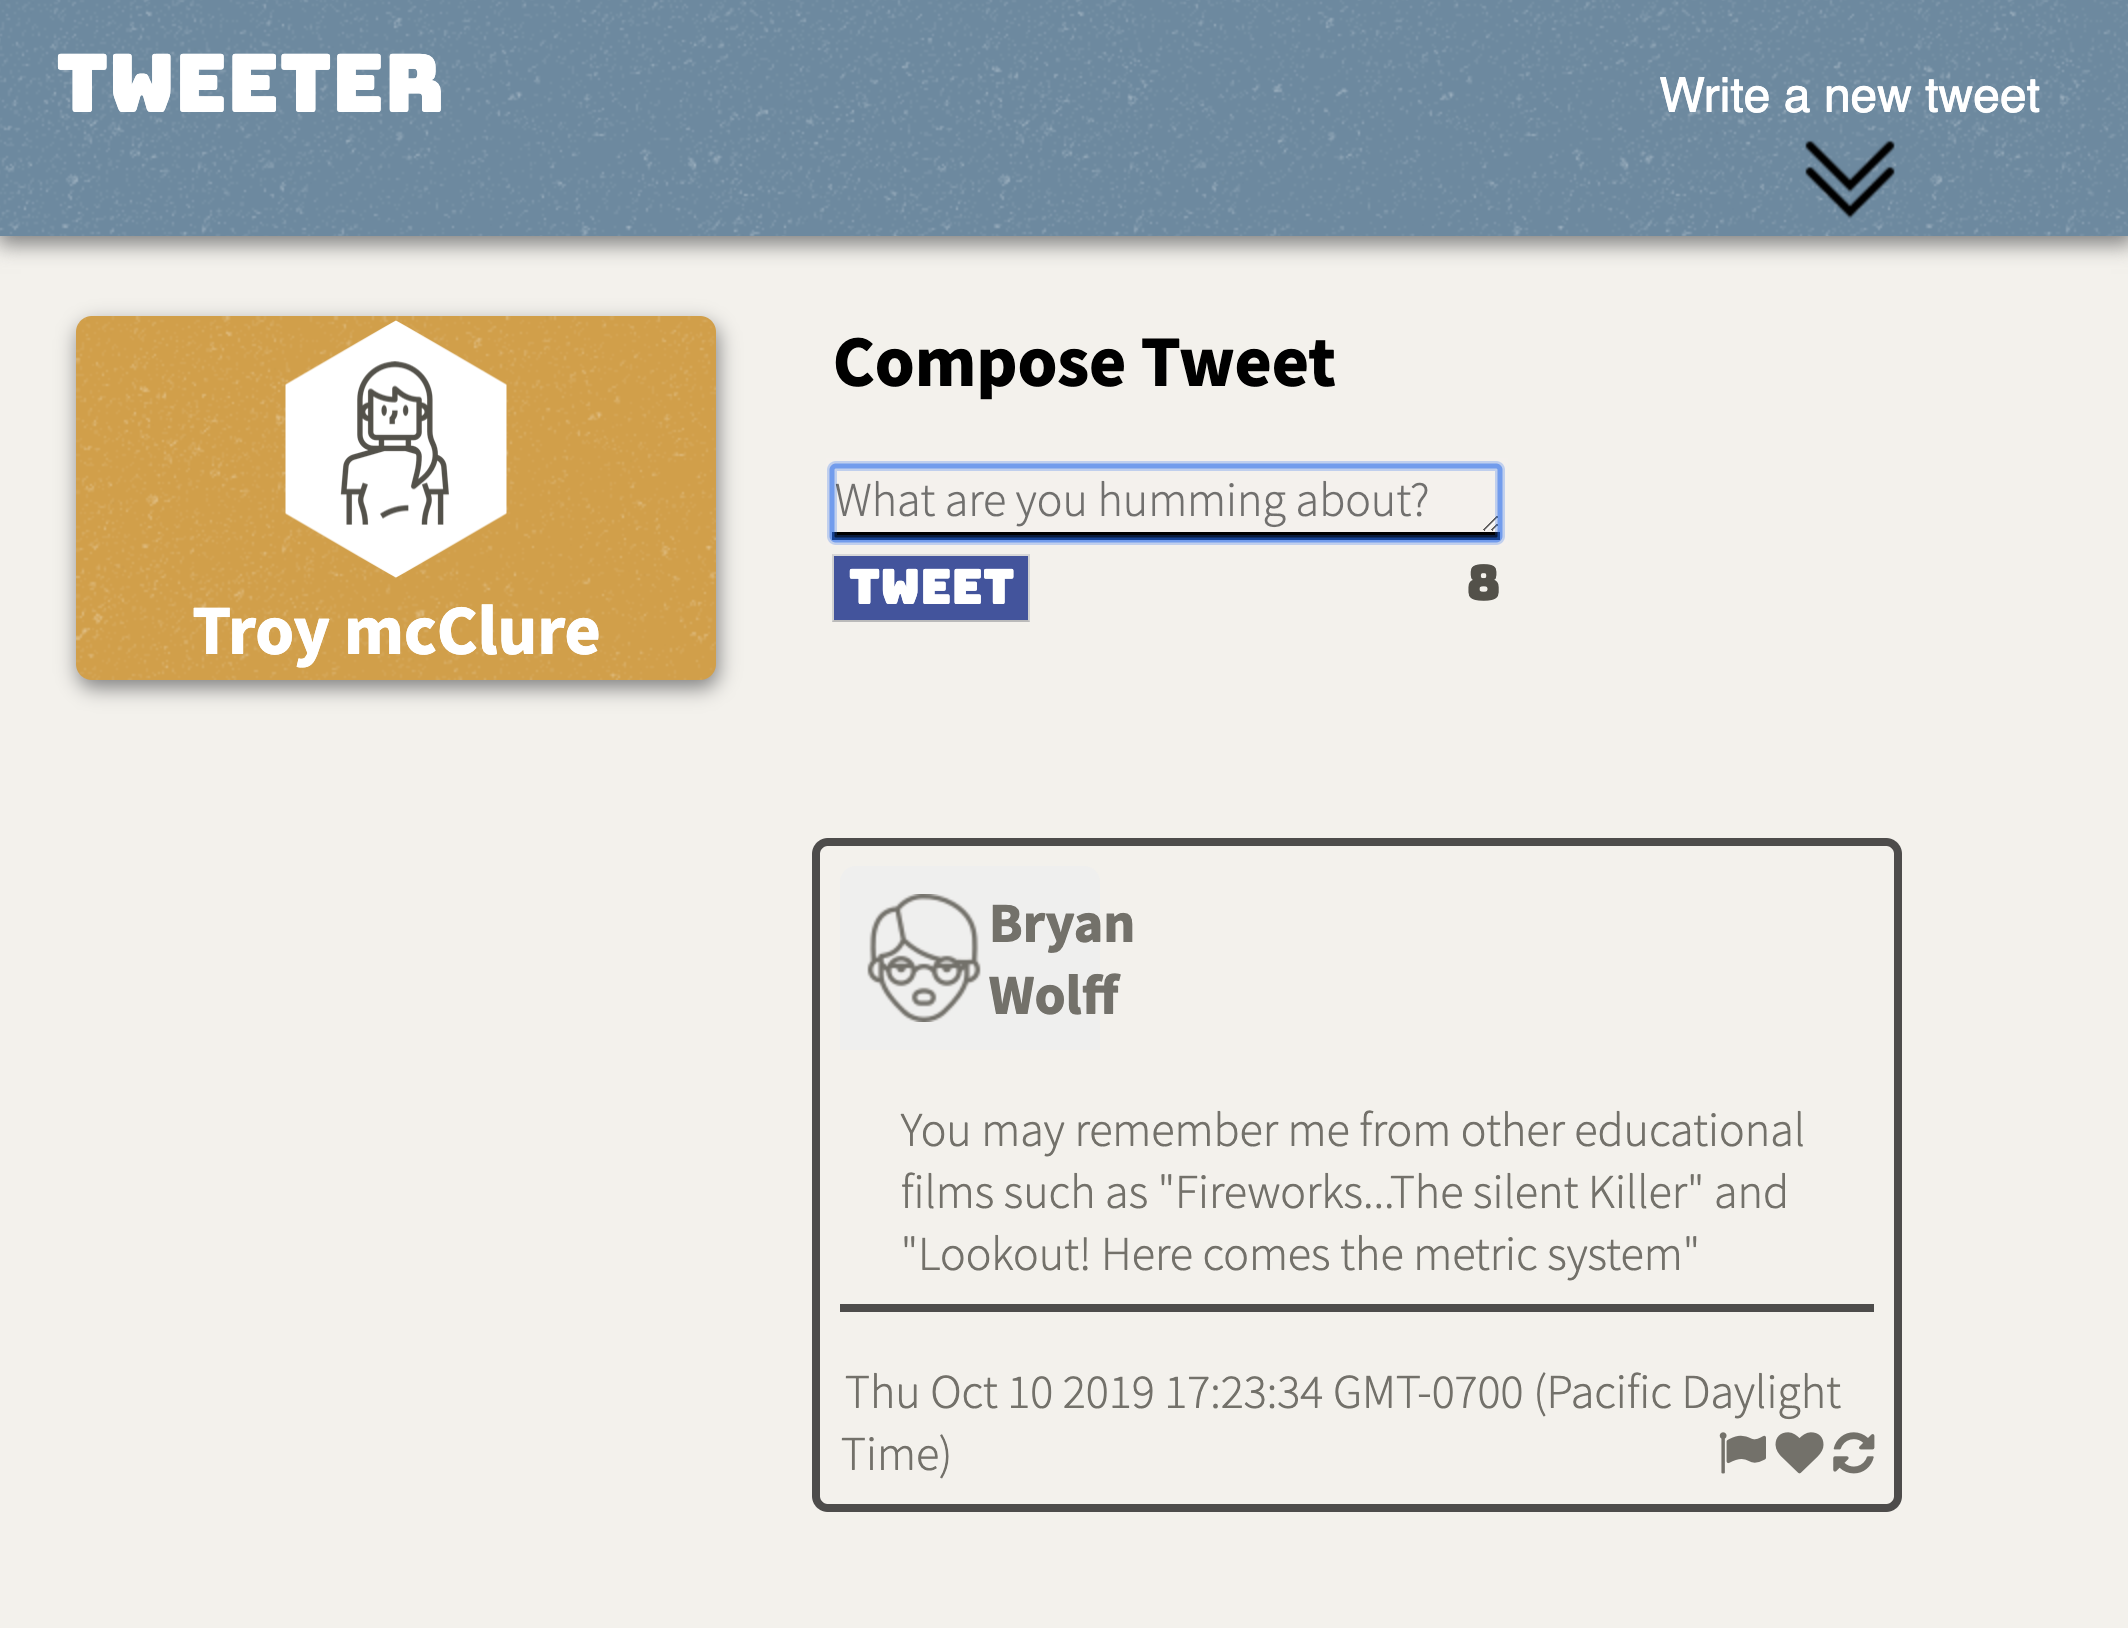 TWEETER
Write a new tweet
Troy mcClure
Compose Tweet
What are you humming about?
TWEET
8
Bryan
Wolff
You may remember me from other educational
films such as "Fireworks...The silent Killer" and
"Lookout! Here comes the metric system"
Thu Oct 10 2019 17:23:34 GMT-0700 (Pacific Daylight
Time)